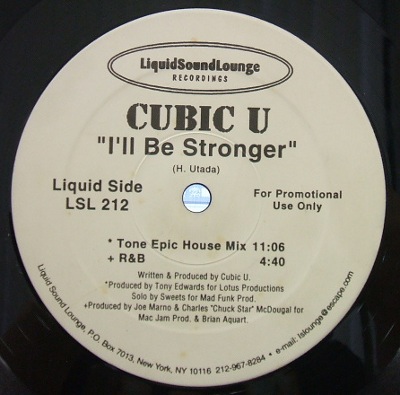 LiquidSoundLounge
RECORDINGS
CUBIC U
"I'll Be Stronger"
(H. Utada)
Liquid Side
LSL 212
For Promotional
Use Only
* Tone Epic House Mix 11:06
+ R&B 4:40
Written & Produced by Cubic U.
*Produced by Tony Edwards for Lotus Productions
Solo by Sweets for Mad Funk Prod.
+Produced by Joe Marno & Charles "Chuck Star" McDougal for
Mac Jam Prod. & Brian Aquart.
Liquid Sound Lounge, P.O. Box 7013, New York, NY 10116 212-967-8284 • e-mail: lslounge@escape.com